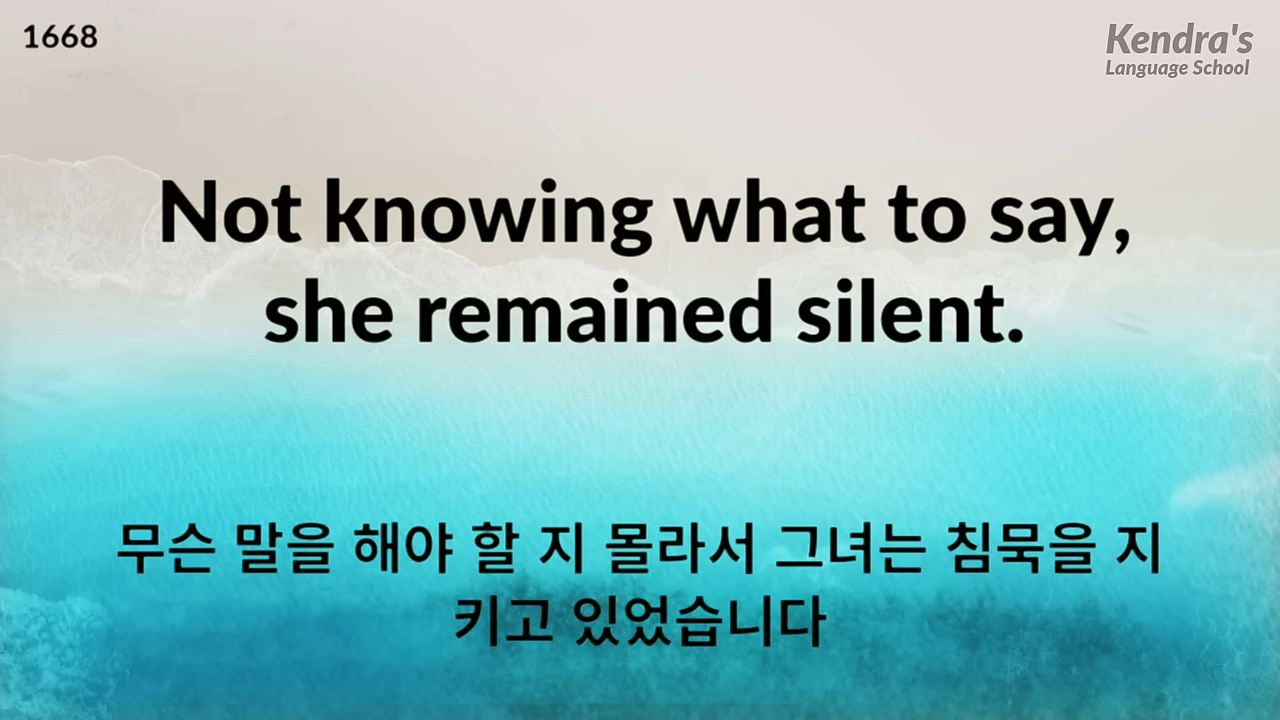 1668
Kendra's
Language School
Not knowing what to say,
she remained silent.
무슨 말을 해야 할 지 몰라서 그녀는 침묵을 지
키고 있었습니다